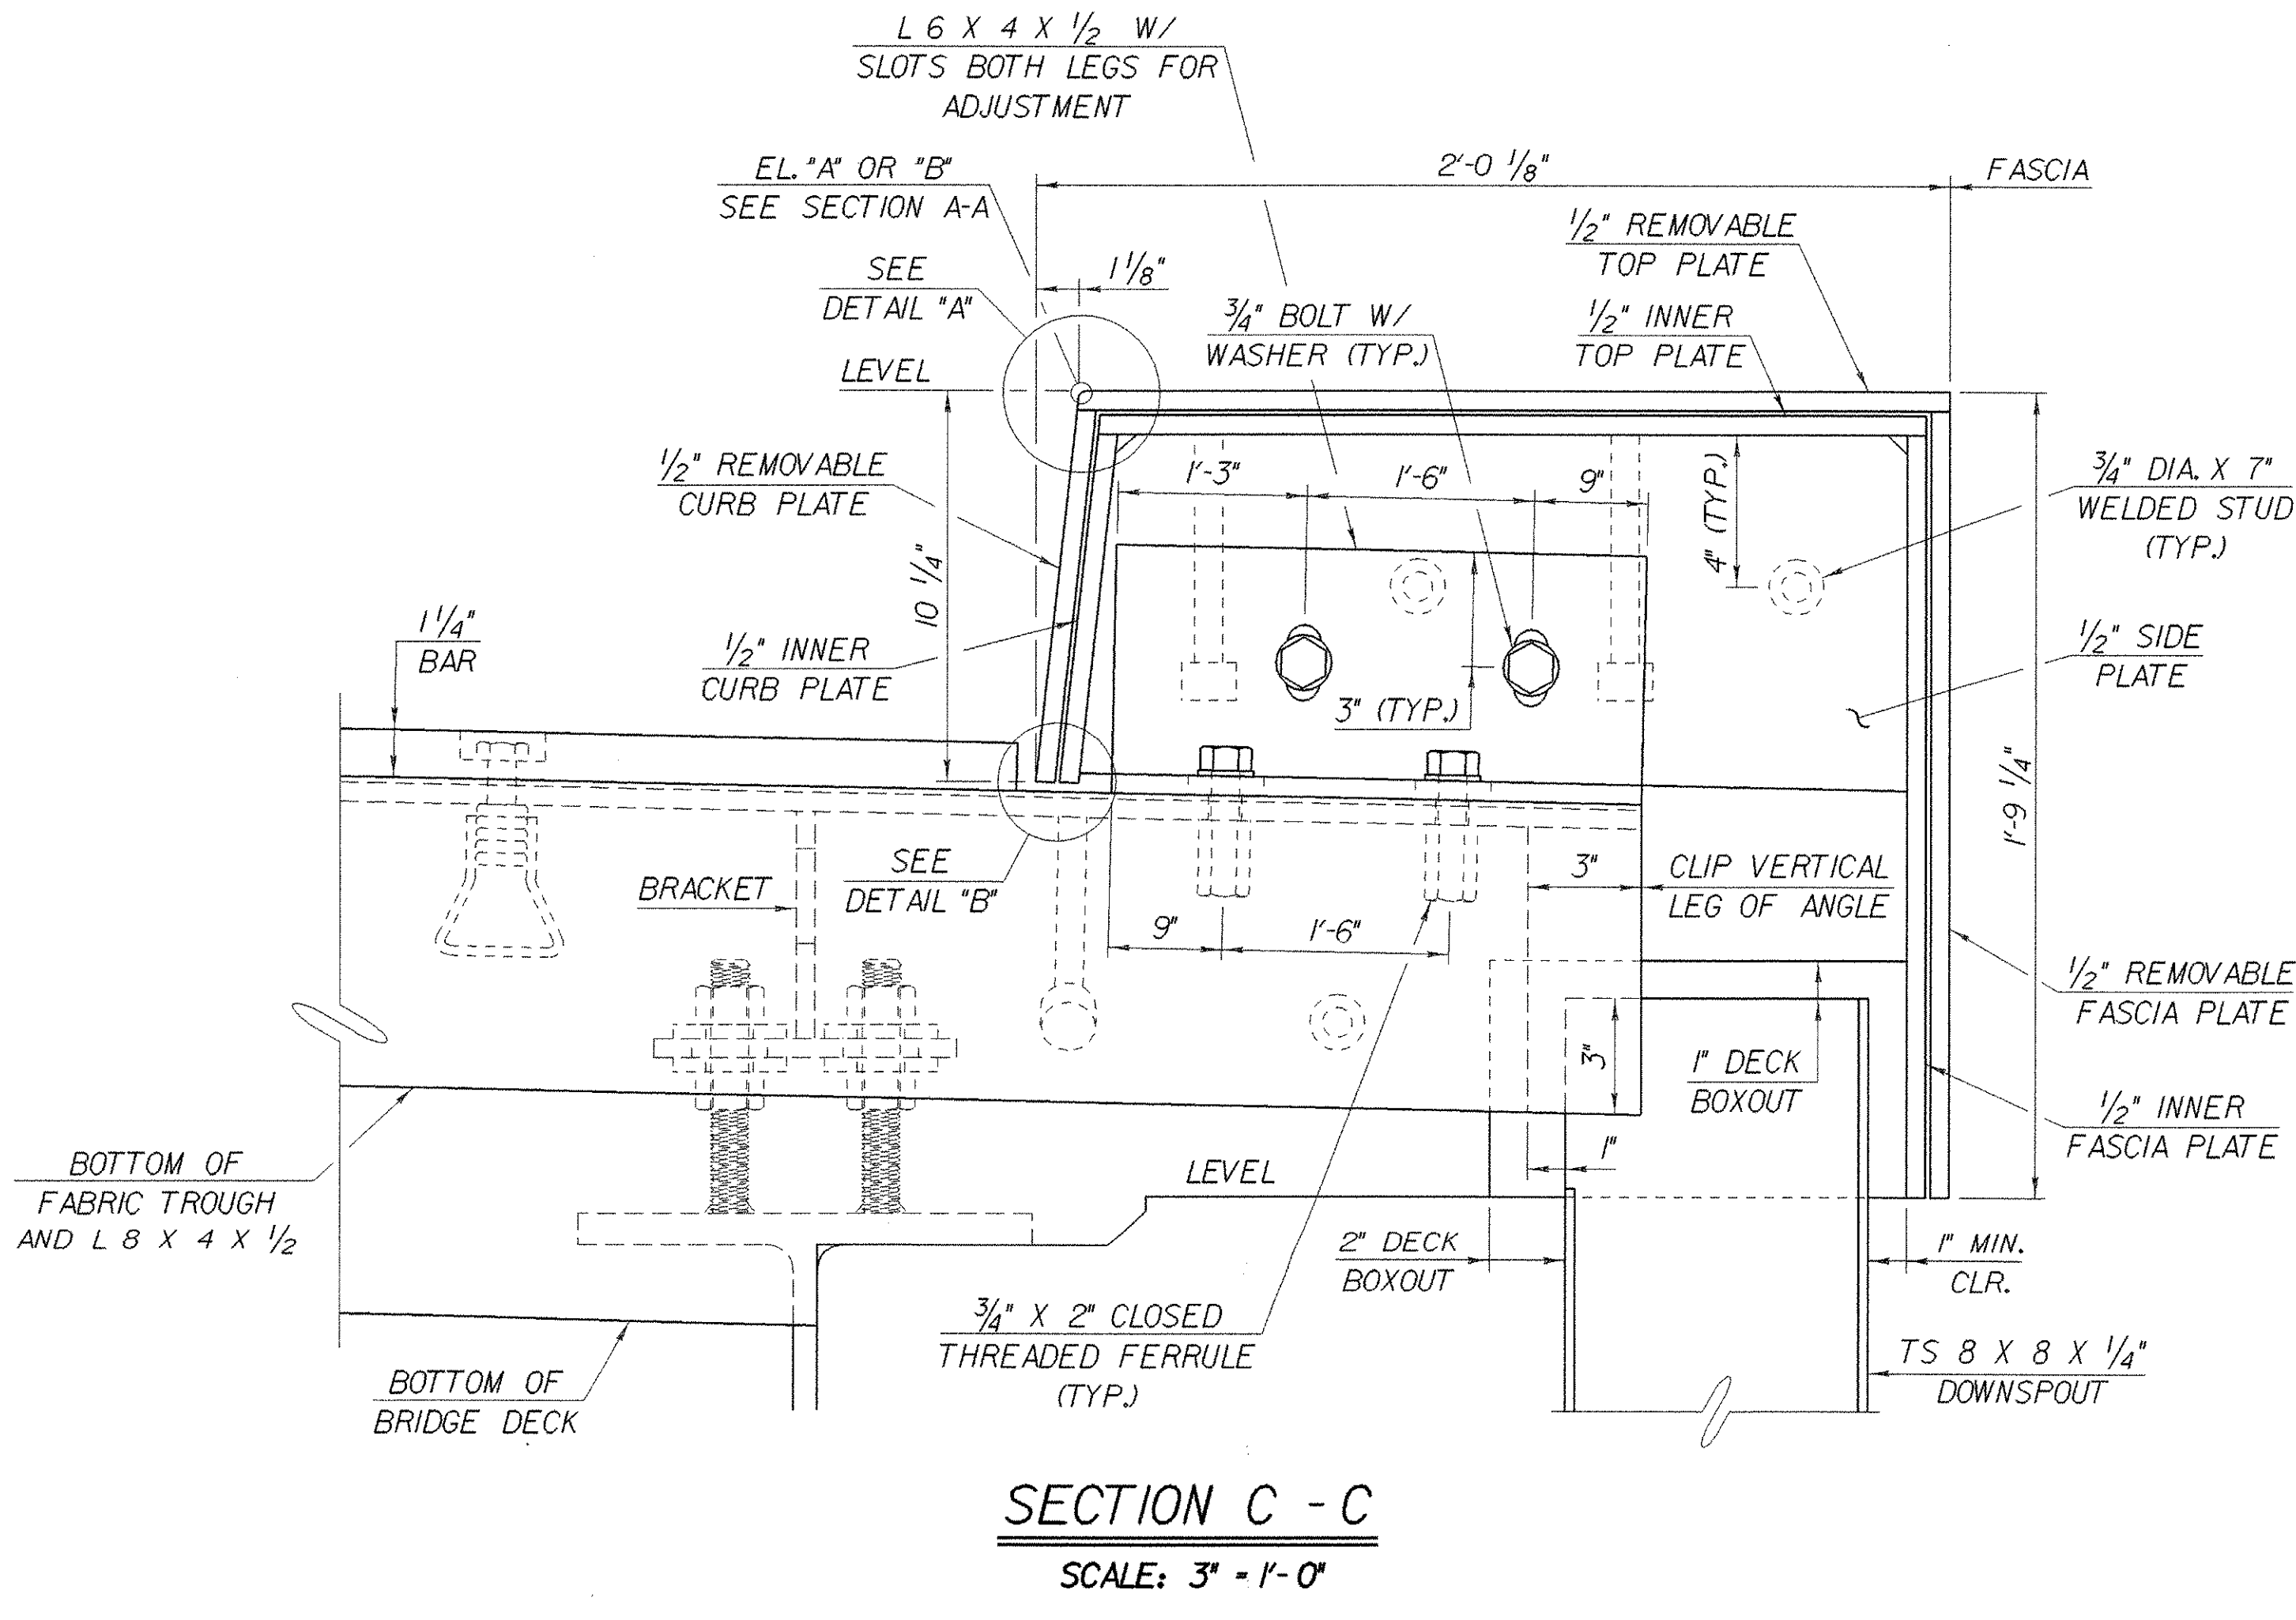 L 6 X 4 X 1/2 W/
SLOTS BOTH LEGS FOR
ADJUSTMENT
EL. "A" OR "B"
SEE SECTION A-A
2'-0 1/8"
FASCIA
1/2" REMOVABLE
TOP PLATE
SEE
DETAIL "A"
1 1/8"
3/4" BOLT W/
WASHER (TYP.)
1/2" INNER
TOP PLATE
LEVEL
1/2" REMOVABLE
CURB PLATE
1'-3"
1'-6"
9"
4" (TYP.)
3/4" DIA. X 7"
WELDED STUD
(TYP.)
10 1/4"
1 1/4"
BAR
1/2" INNER
CURB PLATE
3" (TYP.)
1/2" SIDE
PLATE
1'-9 1/4"
SEE
DETAIL "B"
BRACKET
3"
CLIP VERTICAL
LEG OF ANGLE
9"
1'-6"
1/2" REMOVABLE
FASCIA PLATE
3"
1" DECK
BOXOUT
1/2" INNER
FASCIA PLATE
BOTTOM OF
FABRIC TROUGH
AND L 8 X 4 X 1/2
LEVEL
1"
2" DECK
BOXOUT
1" MIN.
CLR.
3/4" X 2" CLOSED
THREADED FERRULE
(TYP.)
TS 8 X 8 X 1/4"
DOWNSPOUT
BOTTOM OF
BRIDGE DECK
SECTION C - C
SCALE: 3" = 1'-0"